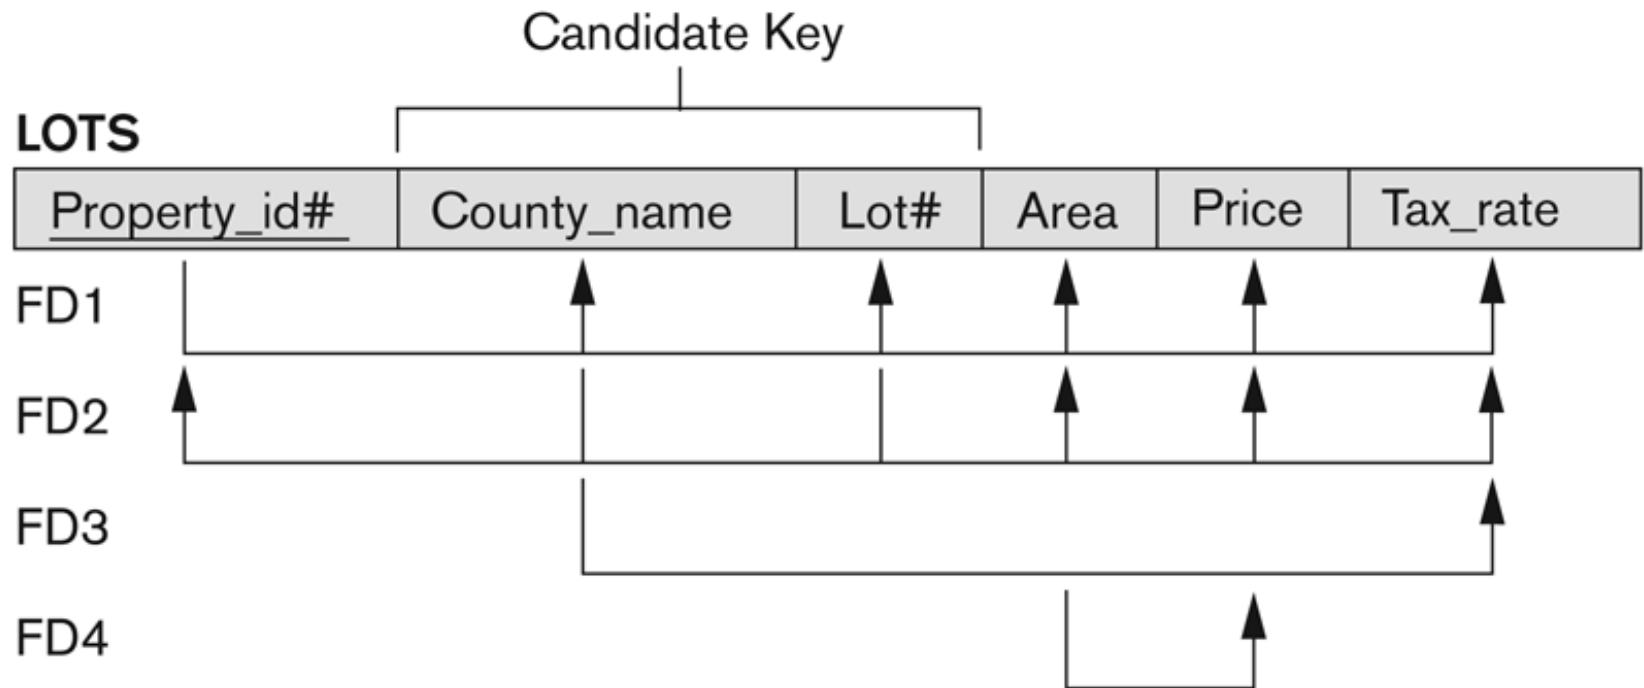 Candidate Key
LOTS
Property_id# County_name Lot# Area Price Tax_rate
FD1
FD2
FD3
FD4